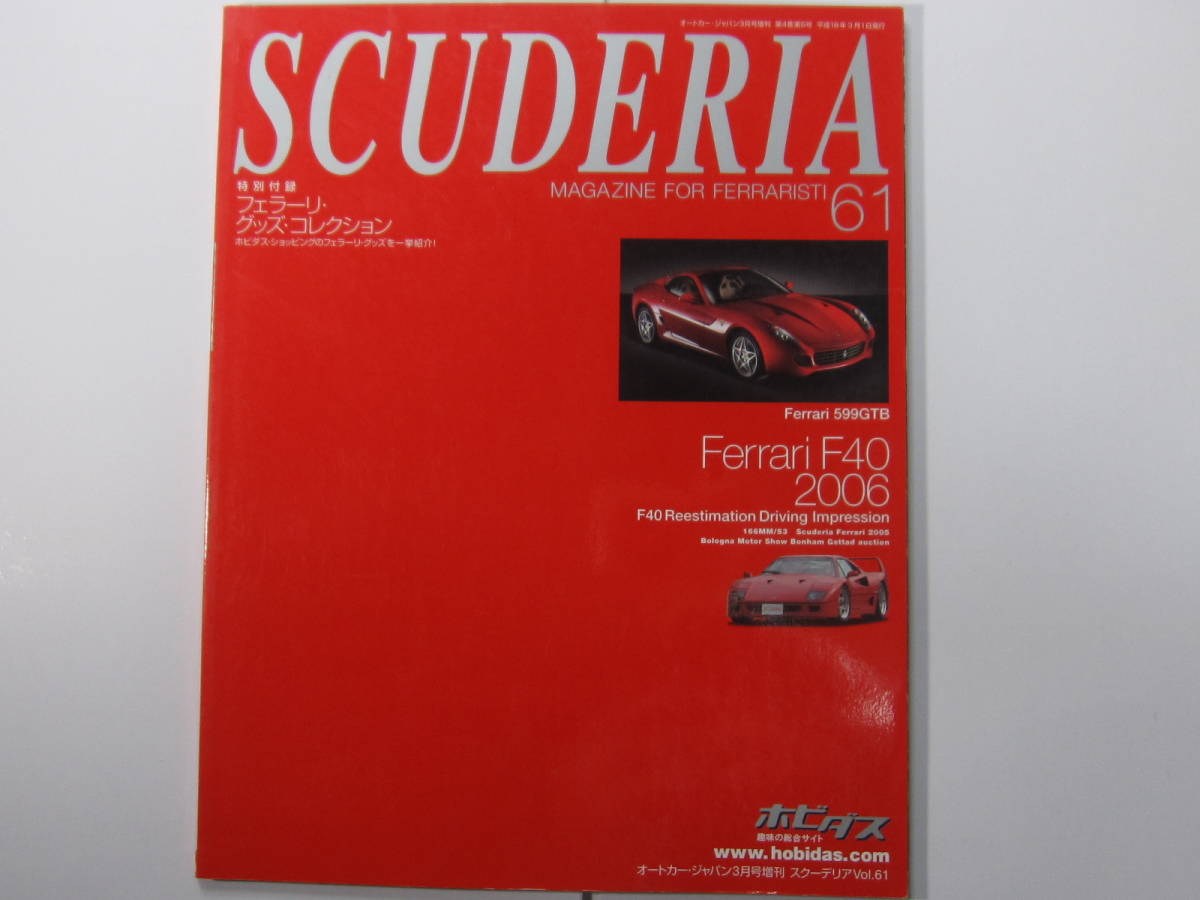 オートカー・ジャパン3月号増刊 第4巻第5号 平成18年3月1日発行
SCUDERIA
MAGAZINE FOR FERRARISTI
61
特別付録
フェラーリ・
グッズ・コレクション
ホビダス・ショッピングのフェラーリ・グッズを一挙紹介!
Ferrari 599GTB
Ferrari F40
2006
F40 Reestimation Driving Impression
166MM/53 Scuderia Ferrari 2005
Bologna Motor Show Bonham Gsttad auction
ホビダス
趣味の総合サイト
www.hobidas.com
オートカー・ジャパン3月号増刊 スクーデリアVol.61